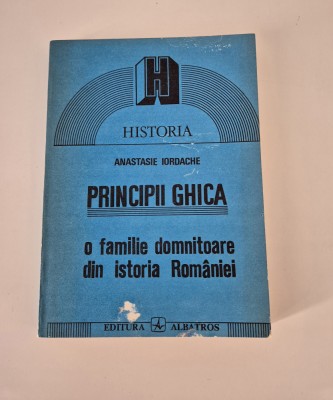 H
HISTORIA
ANASTASIE IORDACHE
PRINCIPII GHICA
o familie domnitoare
din istoria României
EDITURA ALBATROS